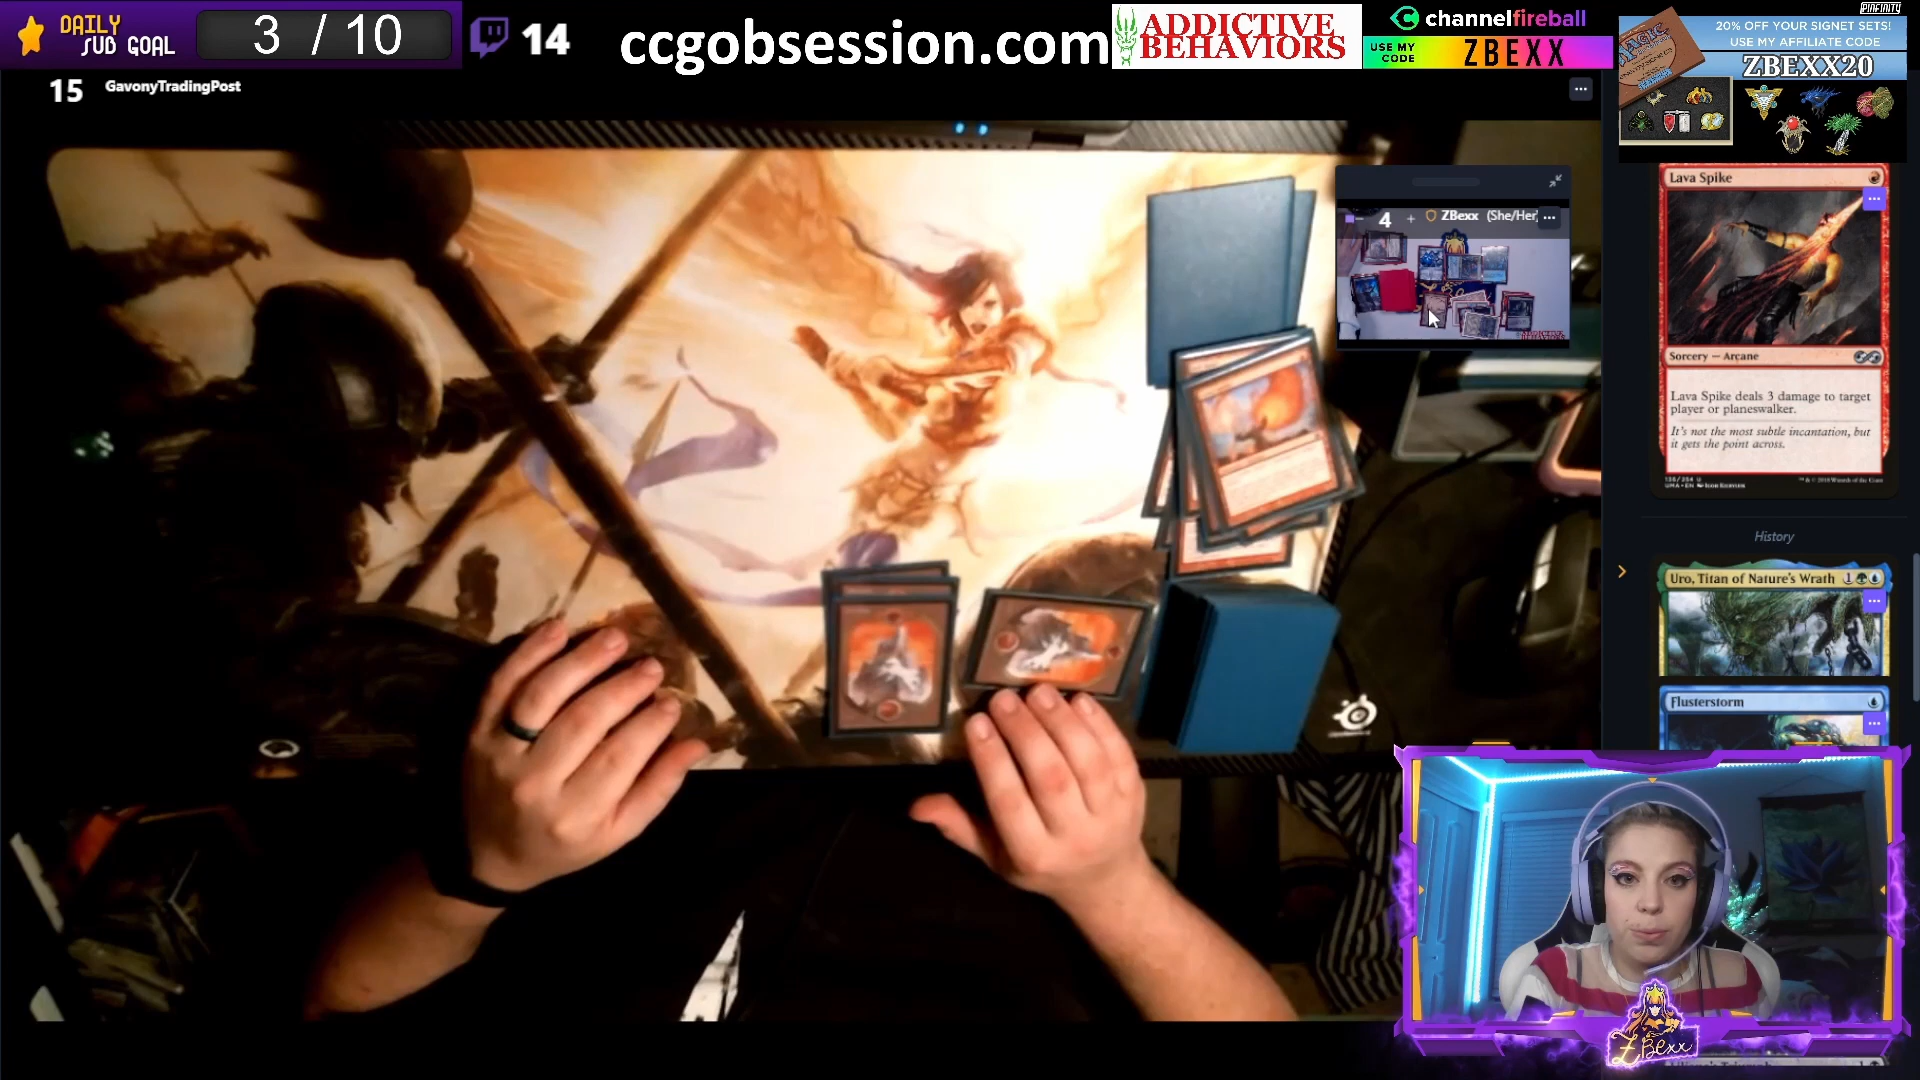 DAILY
SUB GOAL
3 / 10
14
ccgobsession.com
ADDICTIVE
BEHAVIORS
channelfireball
USE MY
CODE
ZBEXX
PINFINITY
20% OFF YOUR SIGNET SETS!
USE MY AFFILIATE CODE
ZBEXX20
15 GavonyTradingPost
4 + ZBexx (She/Her)
Lava Spike
Sorcery — Arcane
Lava Spike deals 3 damage to target
player or planeswalker.
It's not the most subtle incantation, but
it gets the point across.
History
Uro, Titan of Nature's Wrath 1
Flusterstorm
ZBexx